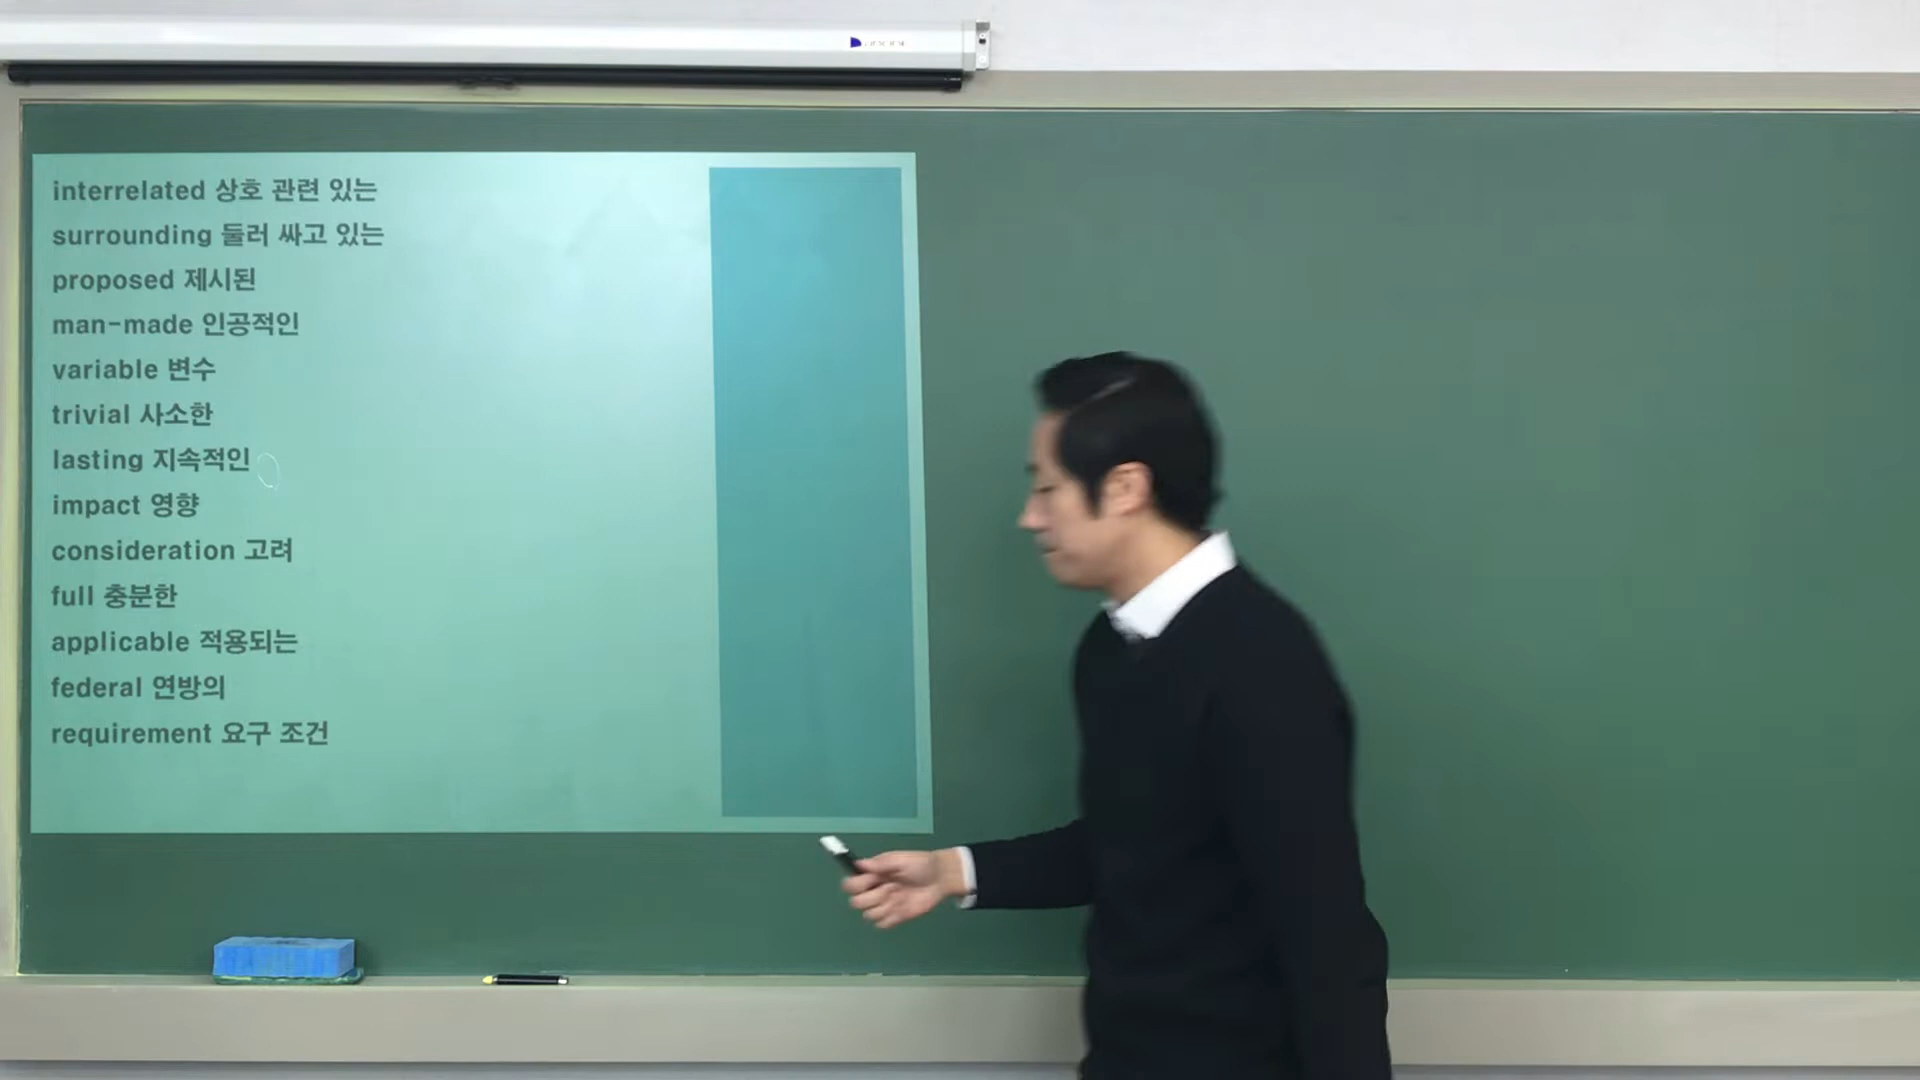 interrelated 상호 관련 있는
surrounding 둘러 싸고 있는
proposed 제시된
man-made 인공적인
variable 변수
trivial 사소한
lasting 지속적인
impact 영향
consideration 고려
full 충분한
applicable 적용되는
federal 연방의
requirement 요구 조건